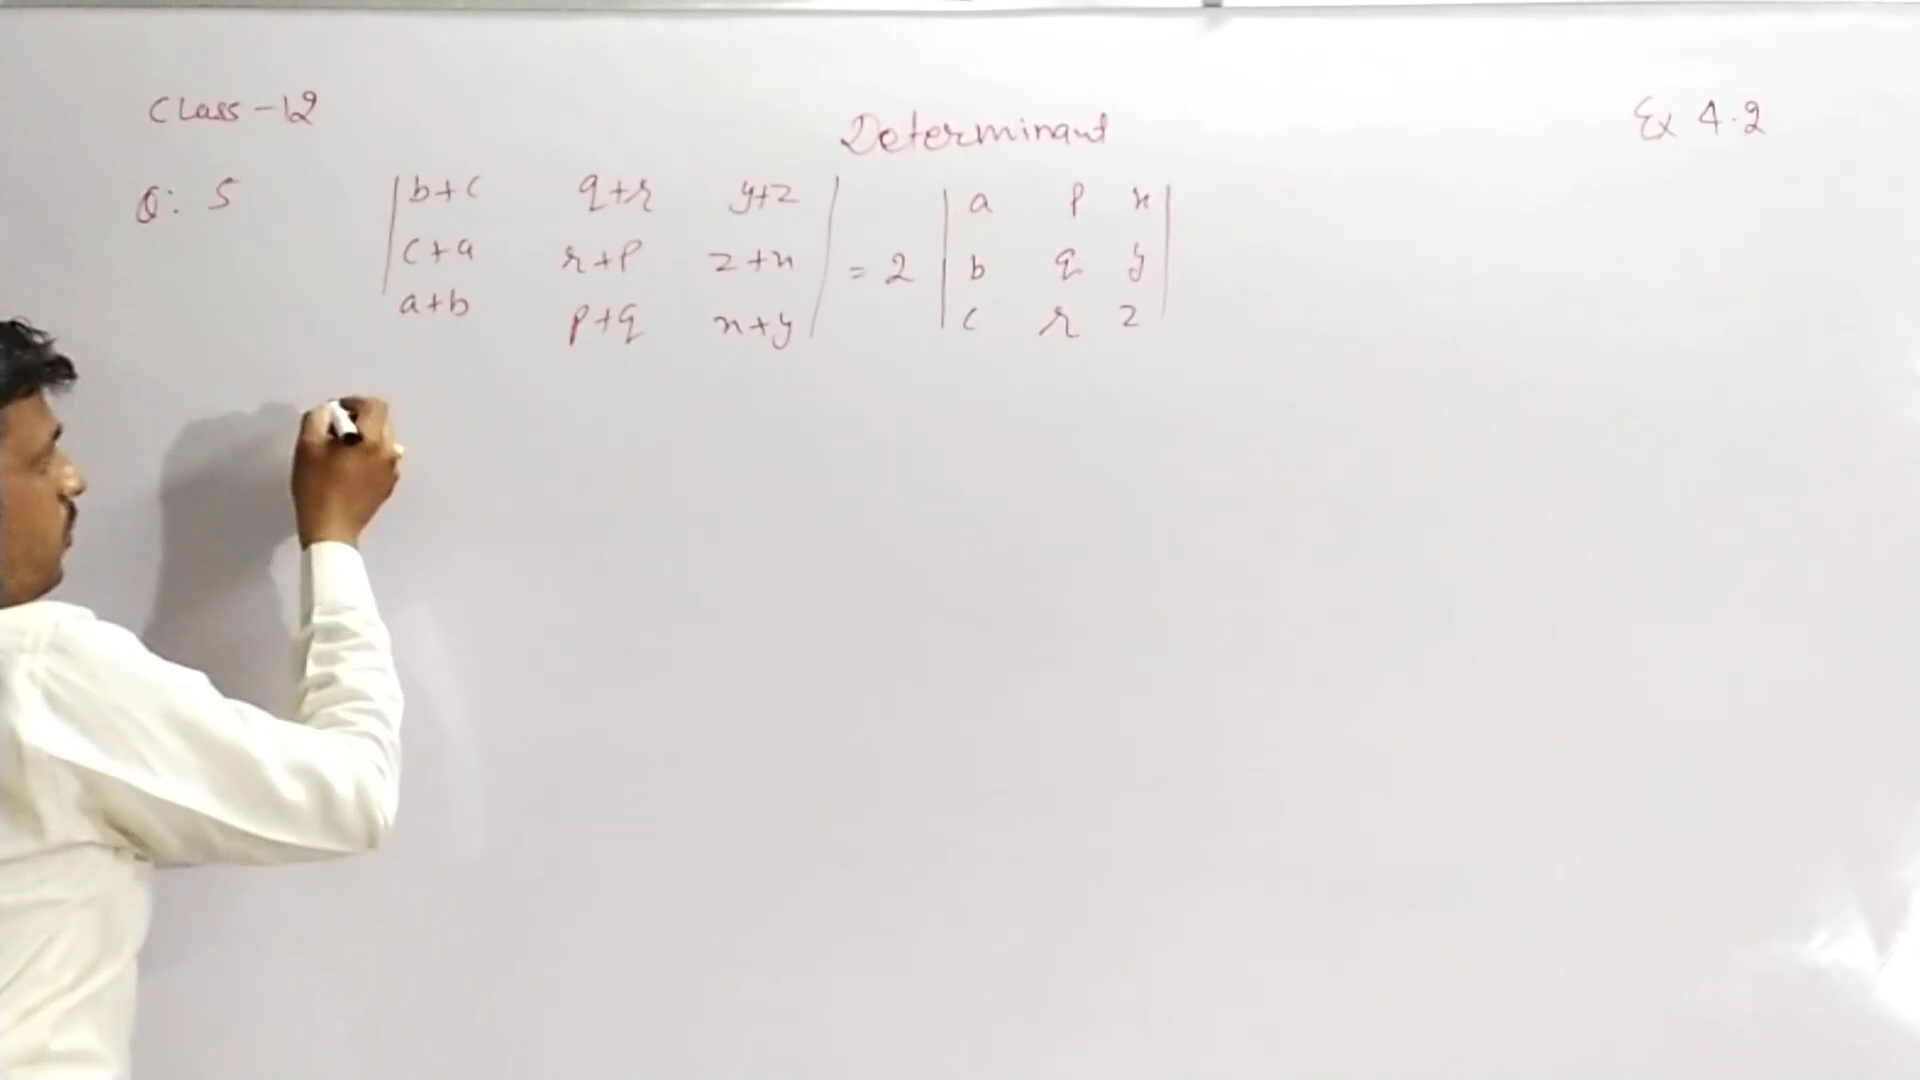 Class-12
Determinant
Ex 4.2
Q: 5
|b+c q+r y+z| |a p x|
|c+a r+p z+x| = 2 |b q y|
|a+b p+q x+y| |c r z|